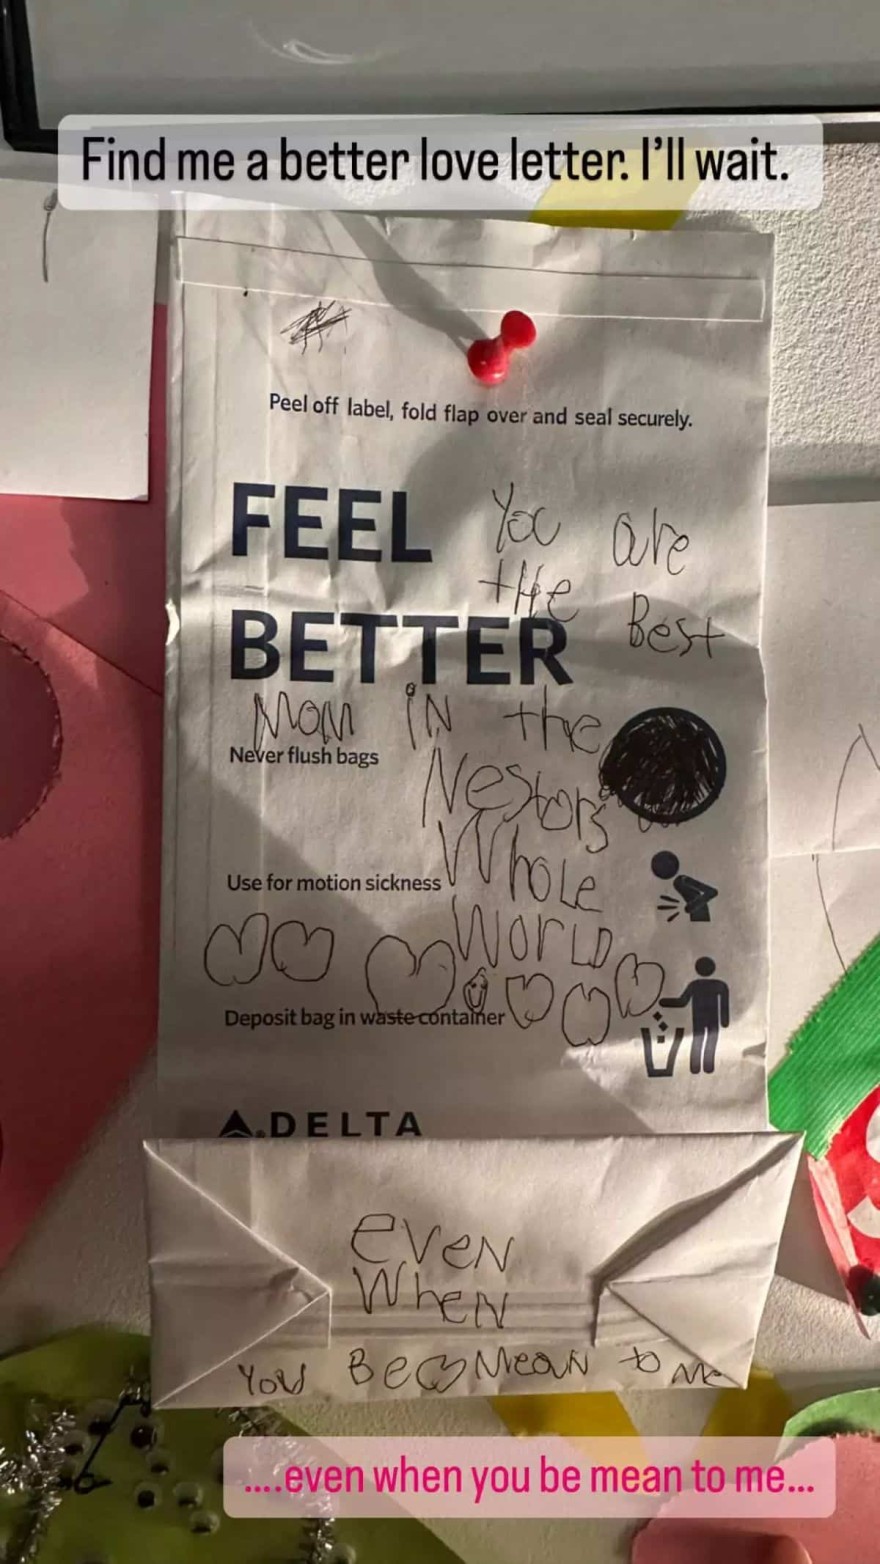 Find me a better love letter. I'll wait.
Peel off label, fold flap over and seal securely.
FEEL
You are
the
BETTER
Best
Mom iN the
Never flush bags
Nestors
Whole
Use for motion sickness
WorLD
Deposit bag in waste container
DELTA
eveN
WheN
You Be MeaN to Me
....even when you be mean to me...